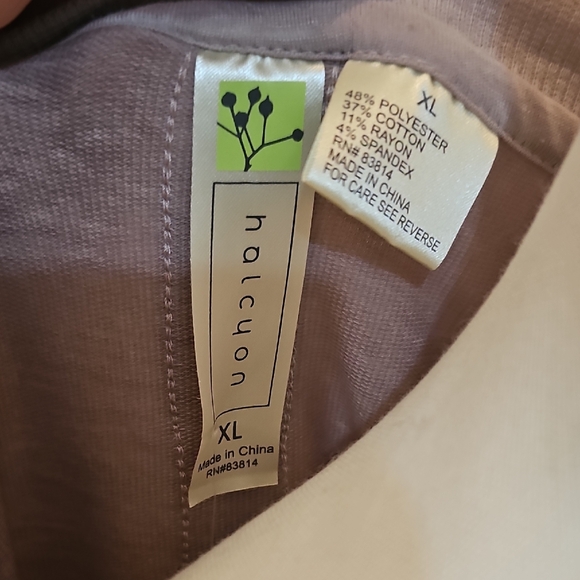 halcyon
XL
Made in China
RN#83814
XL
48% POLYESTER
37% COTTON
11% RAYON
4% SPANDEX
RN# 83814
MADE IN CHINA
FOR CARE SEE REVERSE